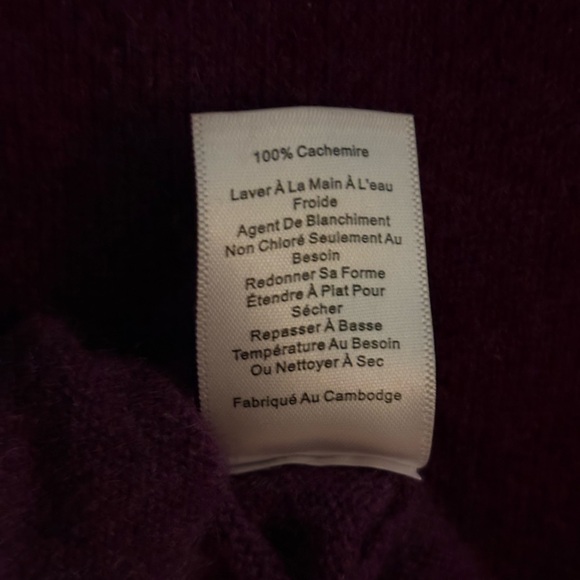 100% Cachemire
Laver À La Main À L'eau
Froide
Agent De Blanchiment
Non Chloré Seulement Au
Besoin
Redonner Sa Forme
Étendre À Plat Pour
Sécher
Repasser À Basse
Température Au Besoin
Ou Nettoyer À Sec
Fabriqué Au Cambodge